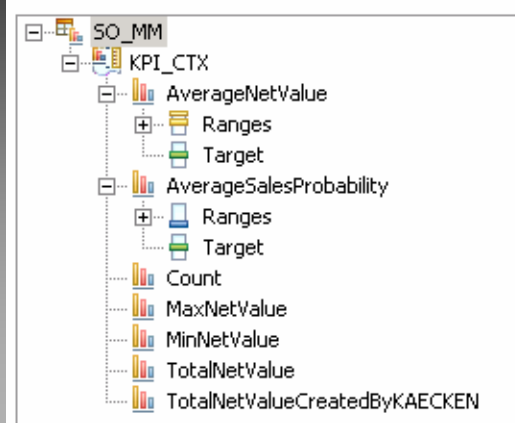 SO_MM
KPI_CTX
AverageNetValue
Ranges
Target
AverageSalesProbability
Ranges
Target
Count
MaxNetValue
MinNetValue
TotalNetValue
TotalNetValueCreatedByKAECKEN